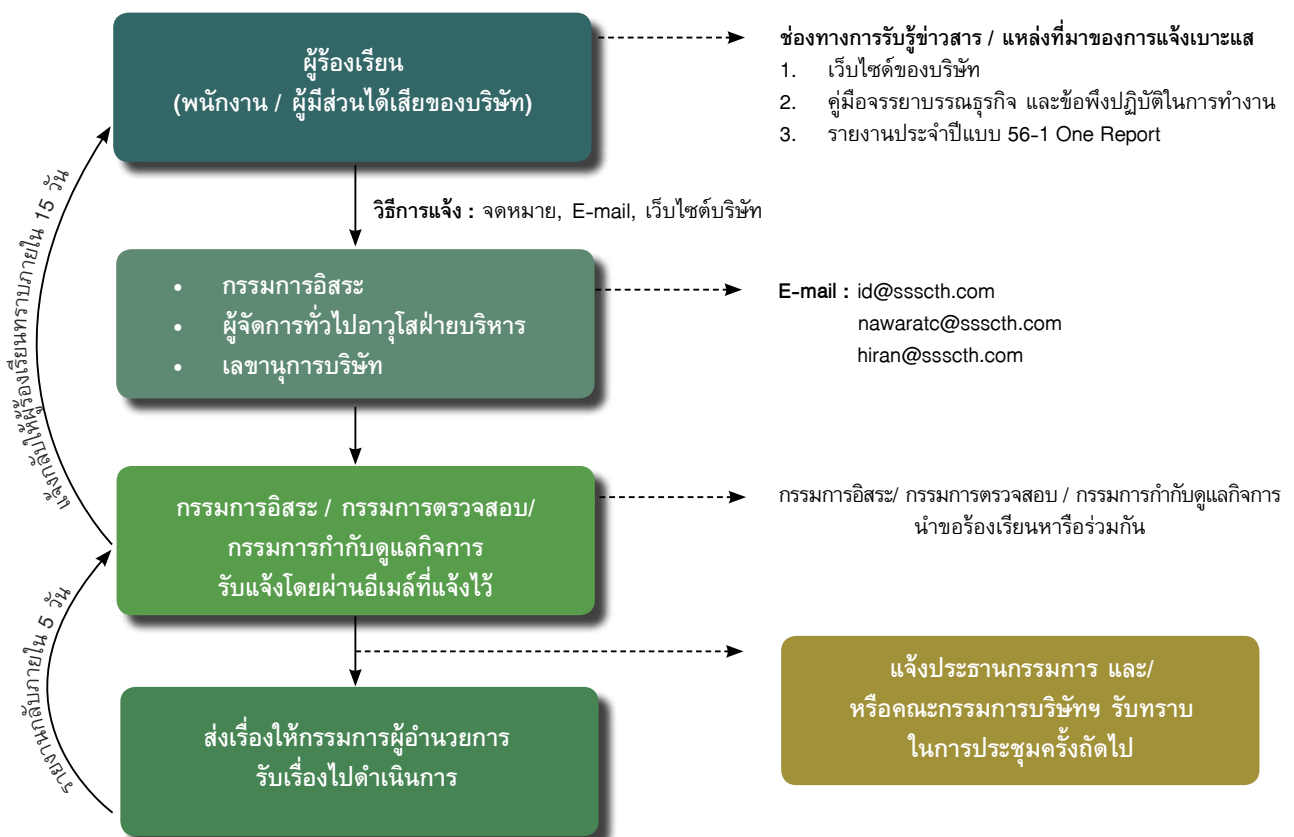 ผู้ร้องเรียน
(พนักงาน / ผู้มีส่วนได้เสียของบริษัท)
ช่องทางการรับรู้ข่าวสาร / แหล่งที่มาของการแจ้งเบาะแส
1. เว็บไซด์ของบริษัท
2. คู่มือจรรยาบรรณธุรกิจ และข้อพึงปฏิบัติในการทำงาน
3. รายงานประจำปีแบบ 56-1 One Report
วิธีการแจ้ง : จดหมาย, E-mail, เว็บไซต์บริษัท
• กรรมการอิสระ
• ผู้จัดการทั่วไปอาวุโสฝ่ายบริหาร
• เลขานุการบริษัท
E-mail : id@ssscth.com
nawaratc@ssscth.com
hiran@ssscth.com
แจ้งกลับให้ผู้ร้องเรียนทราบภายใน 15 วัน
กรรมการอิสระ / กรรมการตรวจสอบ/
กรรมการกำกับดูแลกิจการ
รับแจ้งโดยผ่านอีเมล์ที่แจ้งไว้
กรรมการอิสระ/ กรรมการตรวจสอบ / กรรมการกำกับดูแลกิจการ
นำขอร้องเรียนหารือร่วมกัน
รายงานกลับภายใน 5 วัน
แจ้งประธานกรรมการ และ/
หรือคณะกรรมการบริษัทฯ รับทราบ
ในการประชุมครั้งถัดไป
ส่งเรื่องให้กรรมการผู้อำนวยการ
รับเรื่องไปดำเนินการ